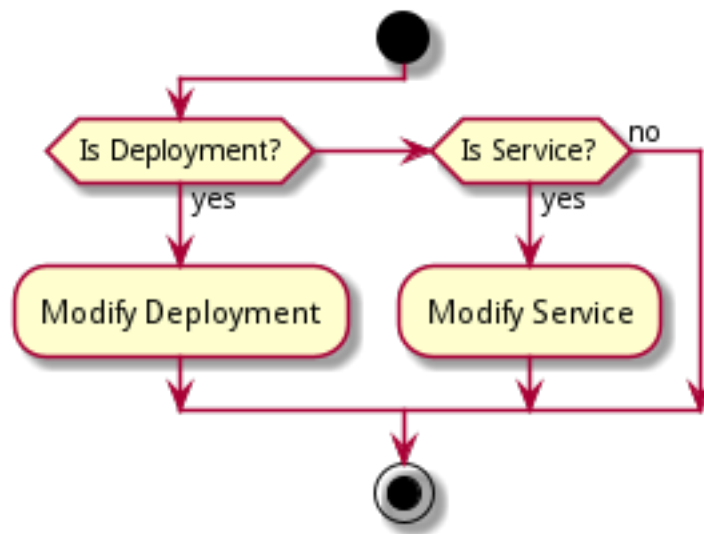 Is Deployment?
Is Service?
no
yes
yes
Modify Deployment
Modify Service